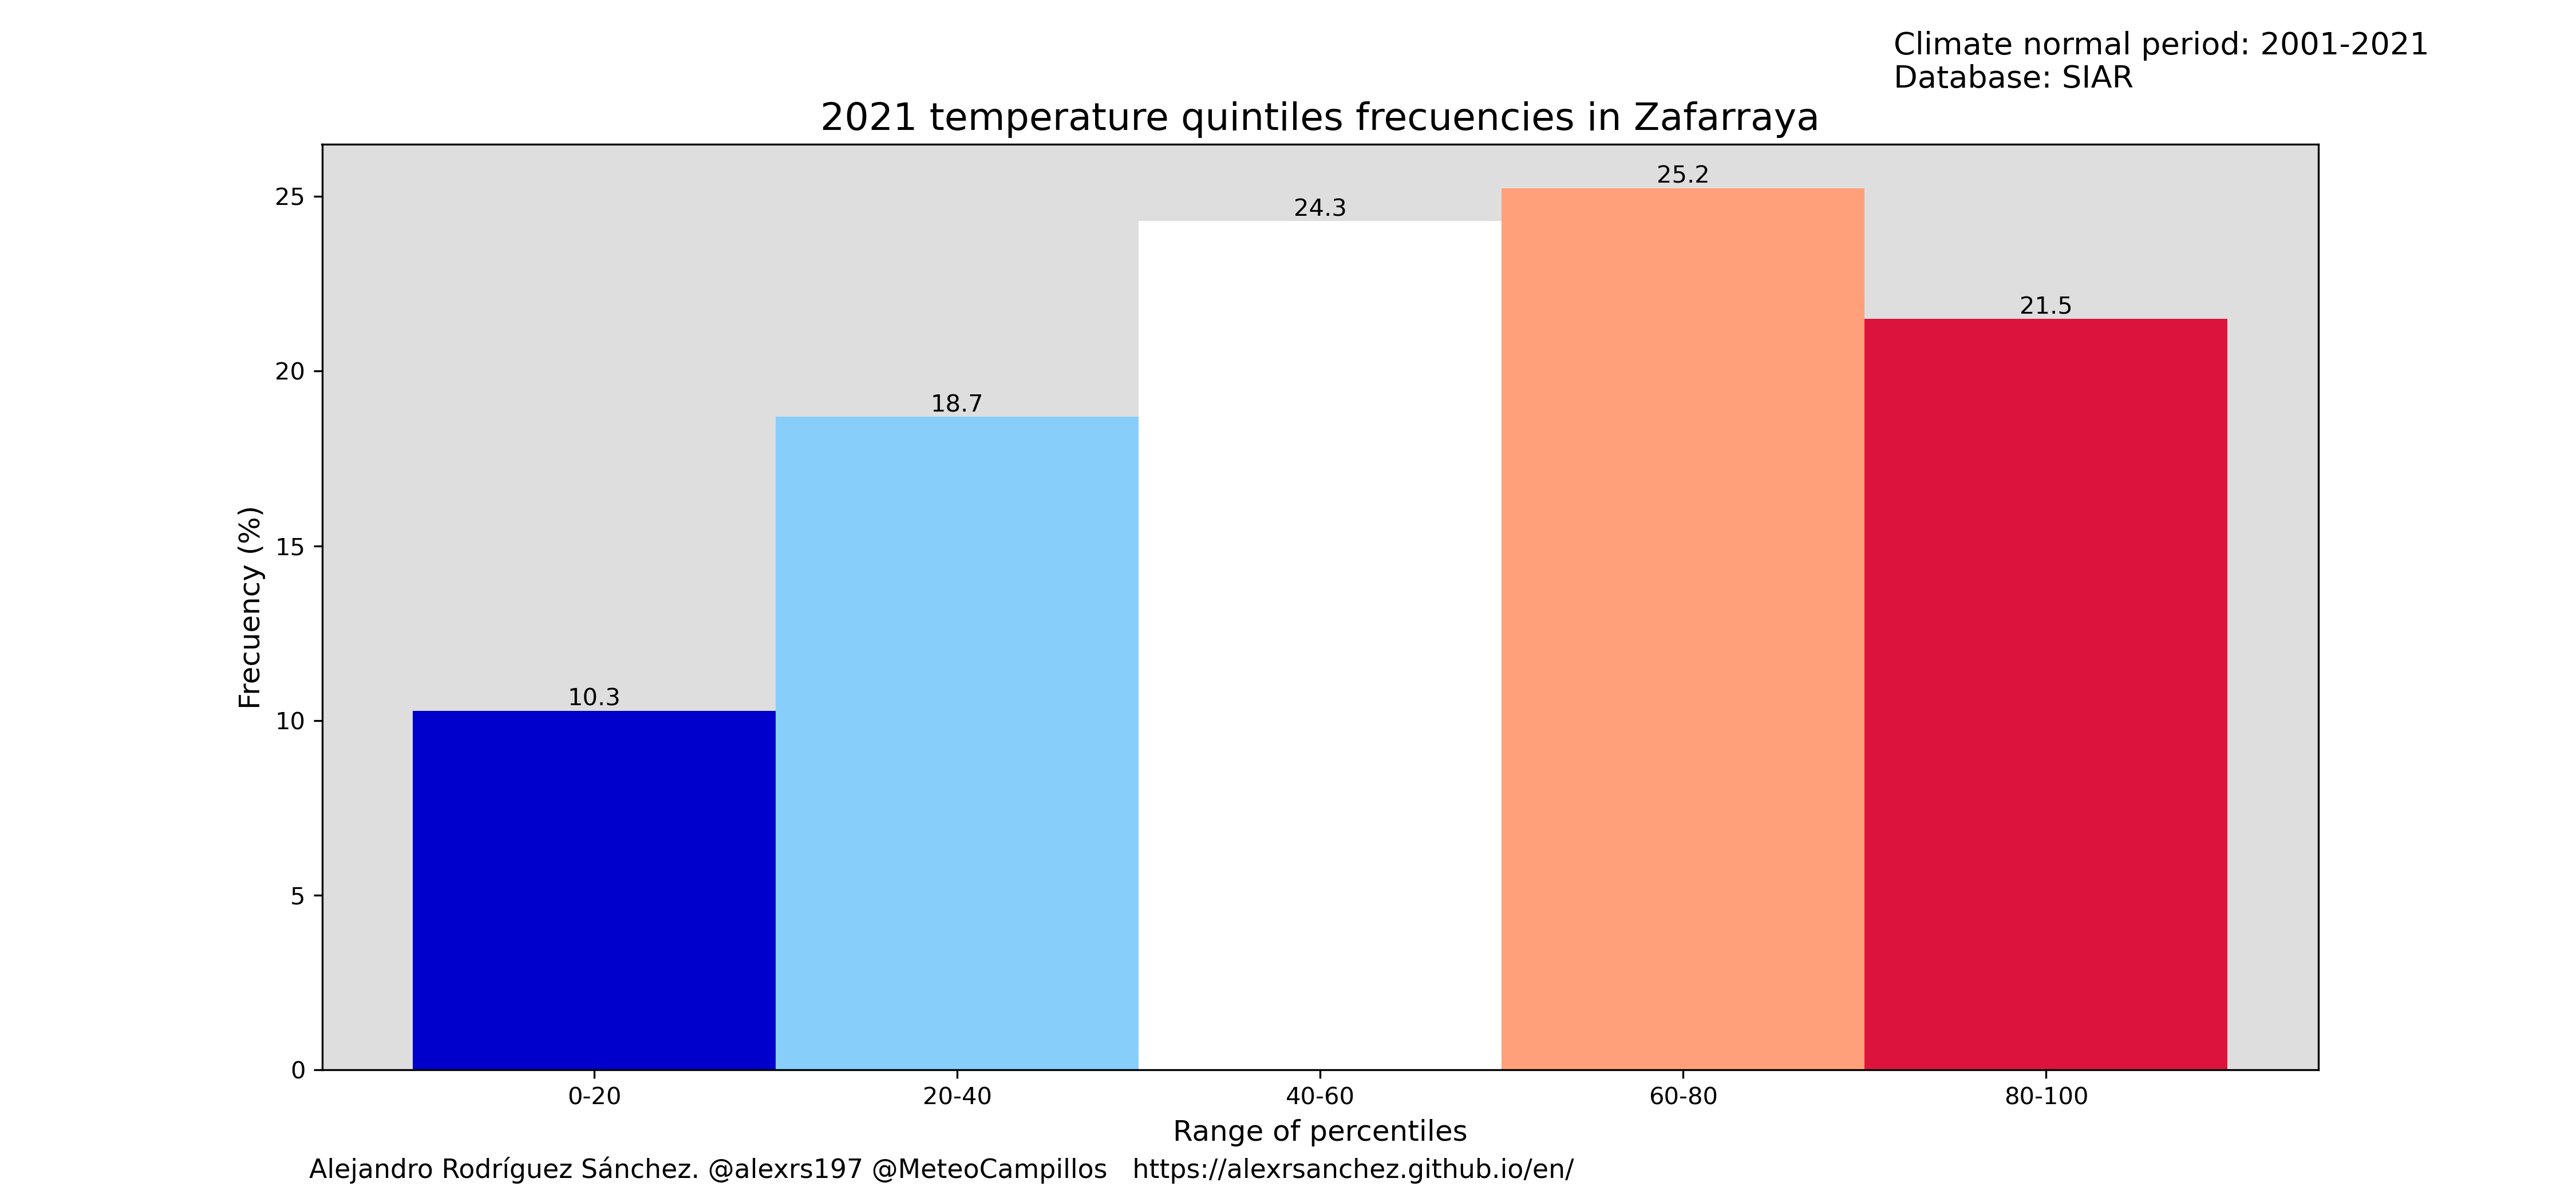 Climate normal period: 2001-2021
Database: SIAR
2021 temperature quintiles frecuencies in Zafarraya
Frecuency (%)
25
20
15
10
5
0
10.3
18.7
24.3
25.2
21.5
0-20
20-40
40-60
60-80
80-100
Range of percentiles
Alejandro Rodríguez Sánchez. @alexrs197 @MeteoCampillos https://alexrsanchez.github.io/en/